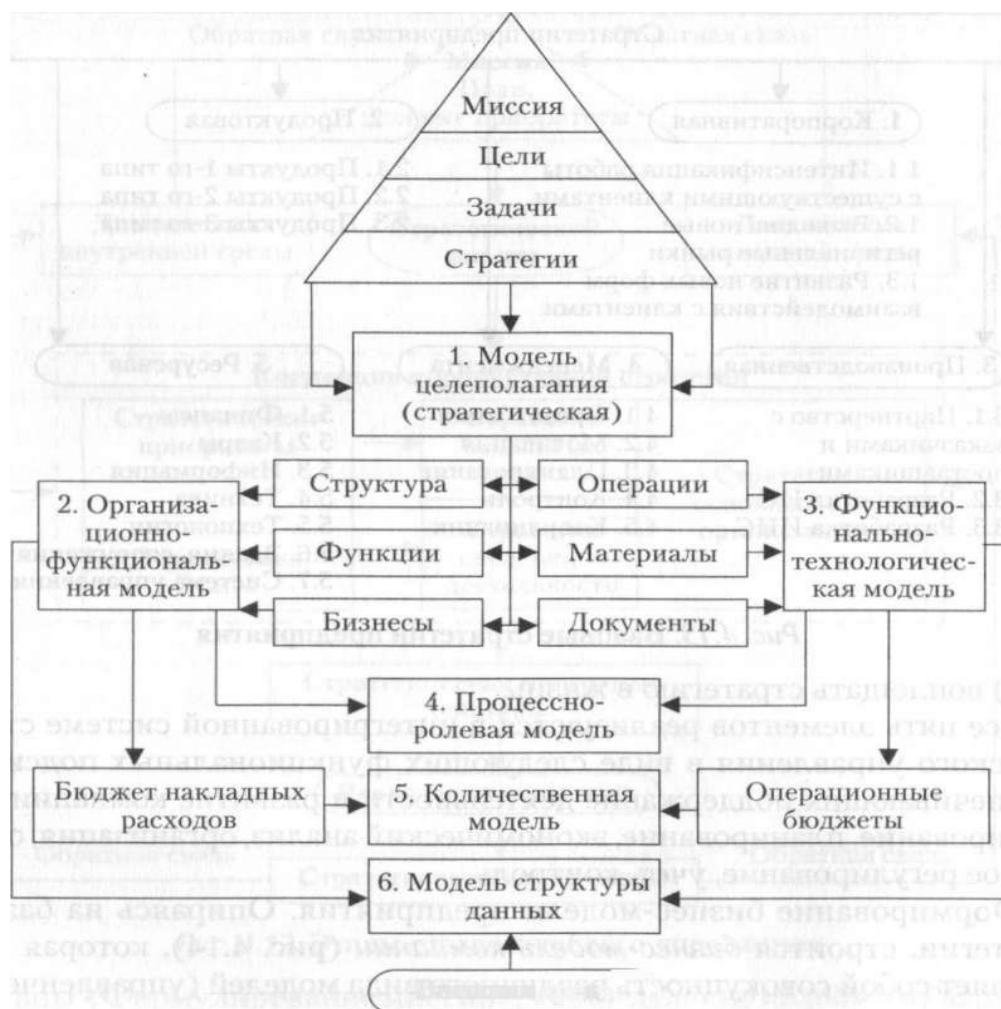 Миссия
Цели
Задачи
Стратегии
1. Модель
целеполагания
(стратегическая)
2. Организа-
ционно-
функциональ-
ная модель
Структура
Операции
Функции
Материалы
Бизнесы
Документы
3. Функцио-
нально-
технологичес-
кая модель
4. Процессно-
ролевая модель
Бюджет накладных
расходов
5. Количественная
модель
Операционные
бюджеты
6. Модель структуры
данных